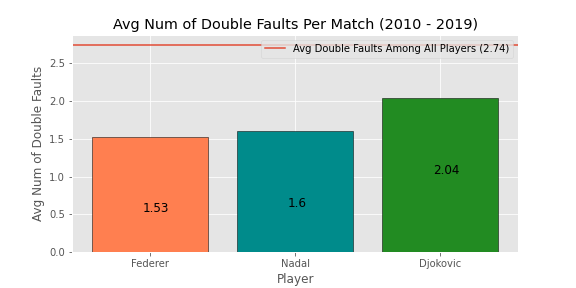 Avg Num of Double Faults Per Match (2010 - 2019)
Avg Double Faults Among All Players (2.74)
Avg Num of Double Faults
2.5
2.0
1.5
1.0
0.5
0.0
1.53
1.6
2.04
Federer
Nadal
Djokovic
Player